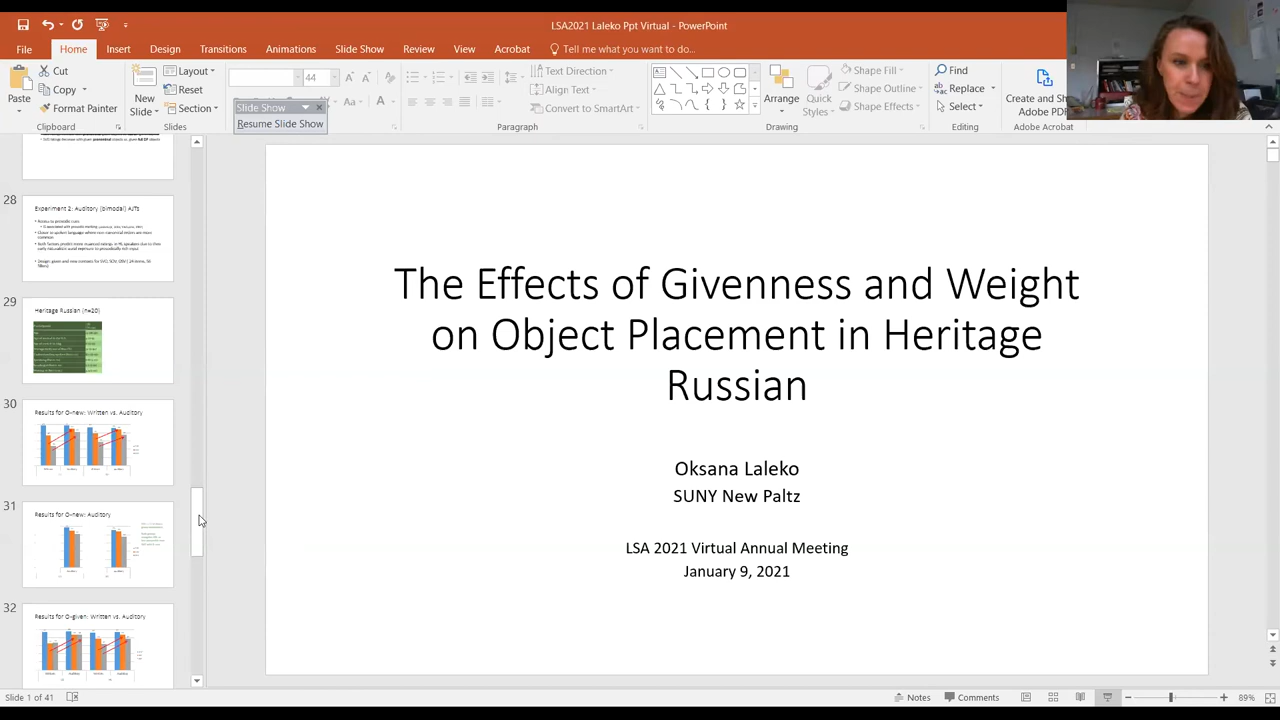 LSA2021 Laleko Ppt Virtual - PowerPoint
File
Home
Insert
Design
Transitions
Animations
Slide Show
Review
View
Acrobat
Tell me what you want to do...
Paste
Cut
Copy
Format Painter
Clipboard
New Slide
Layout
Reset
Section
Slides
44
Aa
A
Slide Show
Resume Slide Show
Text Direction
Align Text
Convert to SmartArt
Paragraph
Arrange
Quick Styles
Shape Fill
Shape Outline
Shape Effects
Drawing
Find
Replace
Select
Editing
Create and Sh
Adobe PDF
Adobe Acrobat
28
Experiment 2: Auditory (bimodal) AJTs
29
Heritage Russian (n=20)
30
Results for O-new: Written vs. Auditory
31
Results for O-new: Auditory
32
Results for O-given: Written vs. Auditory
The Effects of Givenness and Weight
on Object Placement in Heritage
Russian
Oksana Laleko
SUNY New Paltz
LSA 2021 Virtual Annual Meeting
January 9, 2021
Slide 1 of 41
Notes
Comments
89%